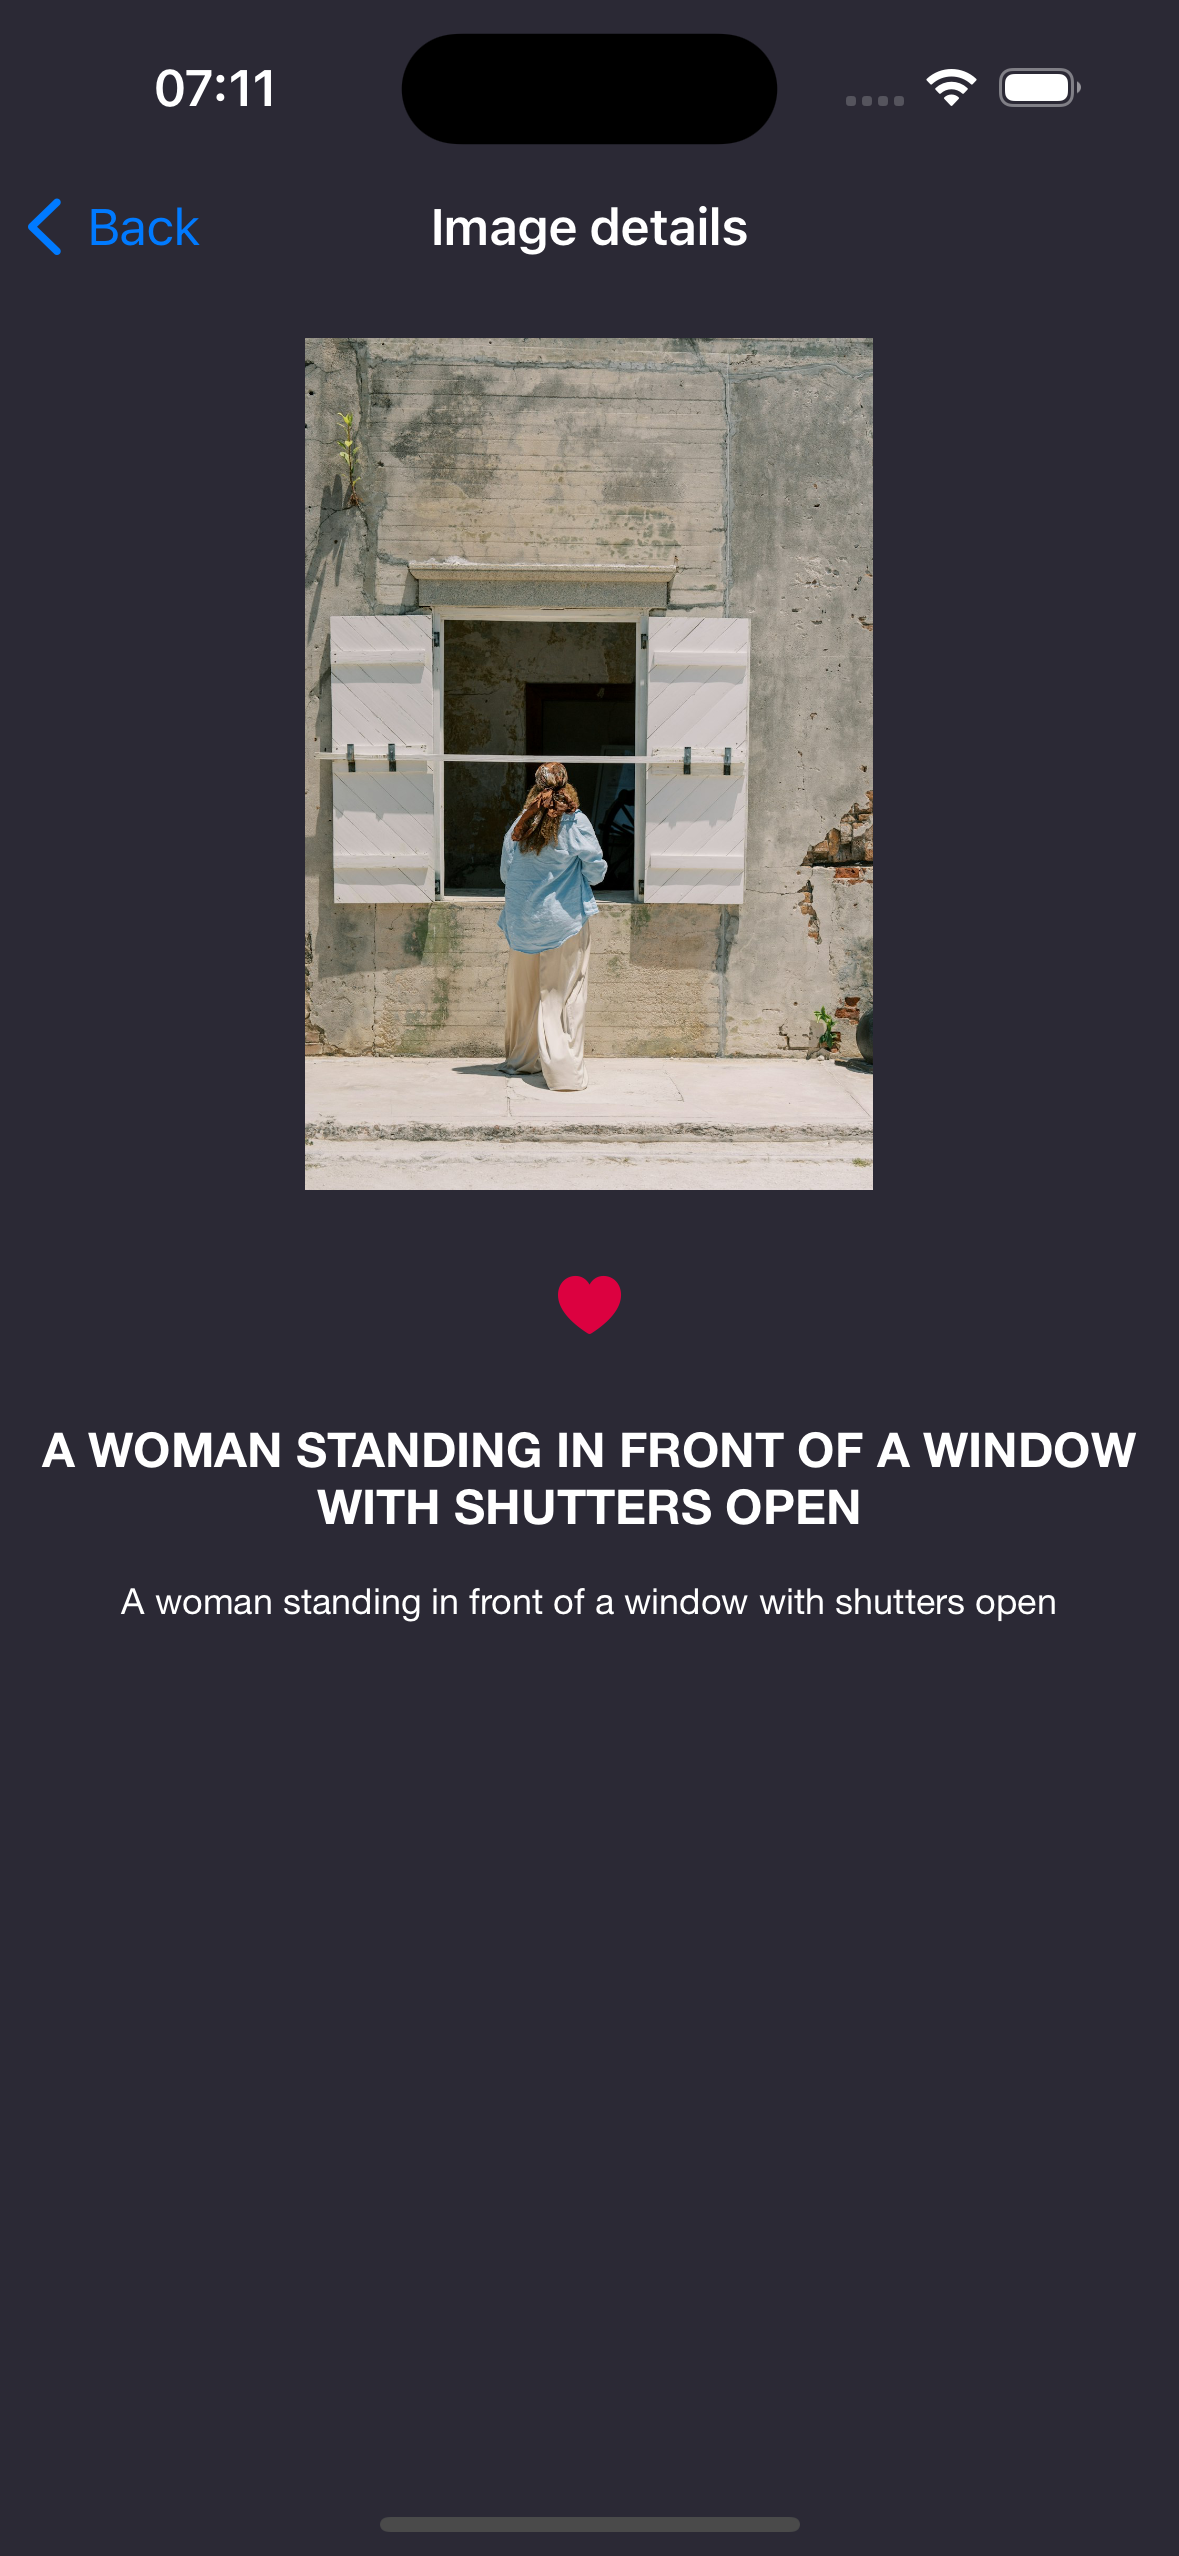 07:11
Back
Image details
A WOMAN STANDING IN FRONT OF A WINDOW
WITH SHUTTERS OPEN
A woman standing in front of a window with shutters open